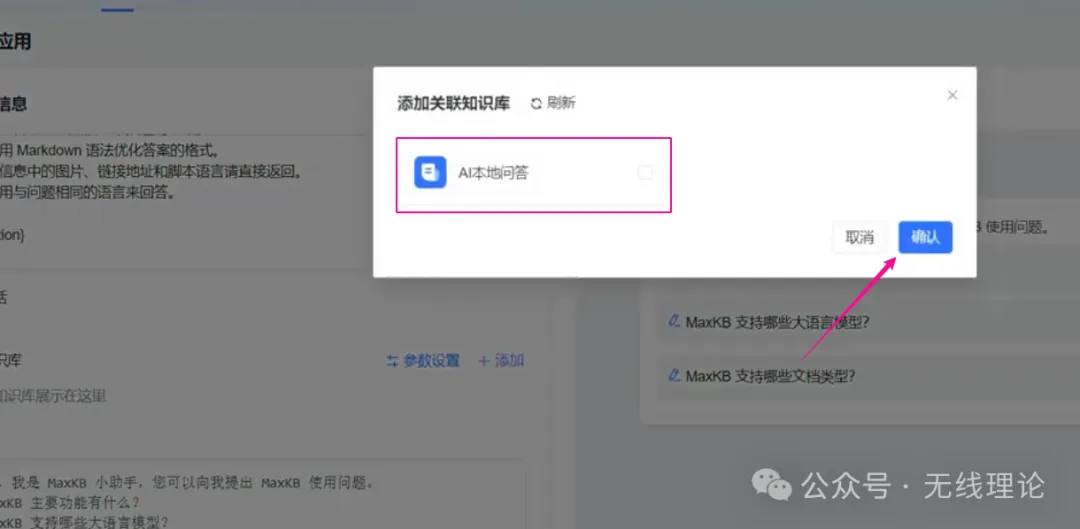 应用
信息
添加关联知识库 刷新
用 Markdown 语法优化答案的格式。
AI本地问答
信息中的图片、链接地址和脚本语言请直接返回。
用与问题相同的语言来回答。
tion}
取消 确认
使用问题。
话
MaxKB 支持哪些大语言模型?
识库 参数设置 添加
MaxKB 支持哪些文档类型?
知识库展示在这里
,我是 MaxKB 小助手，您可以向我提出 MaxKB 使用问题。
axKB 主要功能有什么?
axKB 支持哪些大语言模型?
公众号 · 无线理论